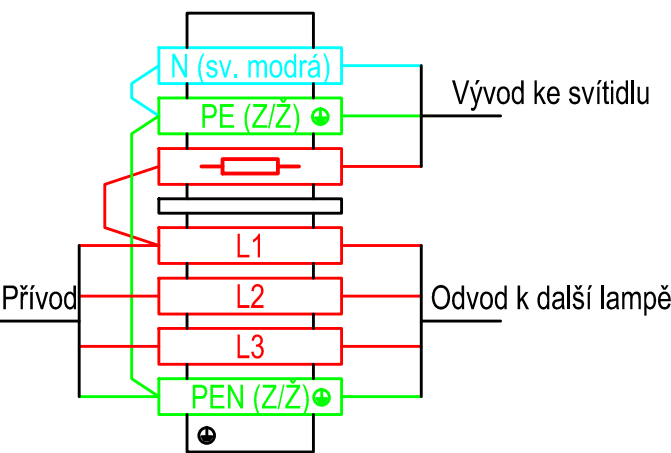 N (sv. modrá)
PE (Z/Ž)
Vývod ke svítidlu
L1
Přívod
L2
Odvod k další lampě
L3
PEN (Z/Ž)